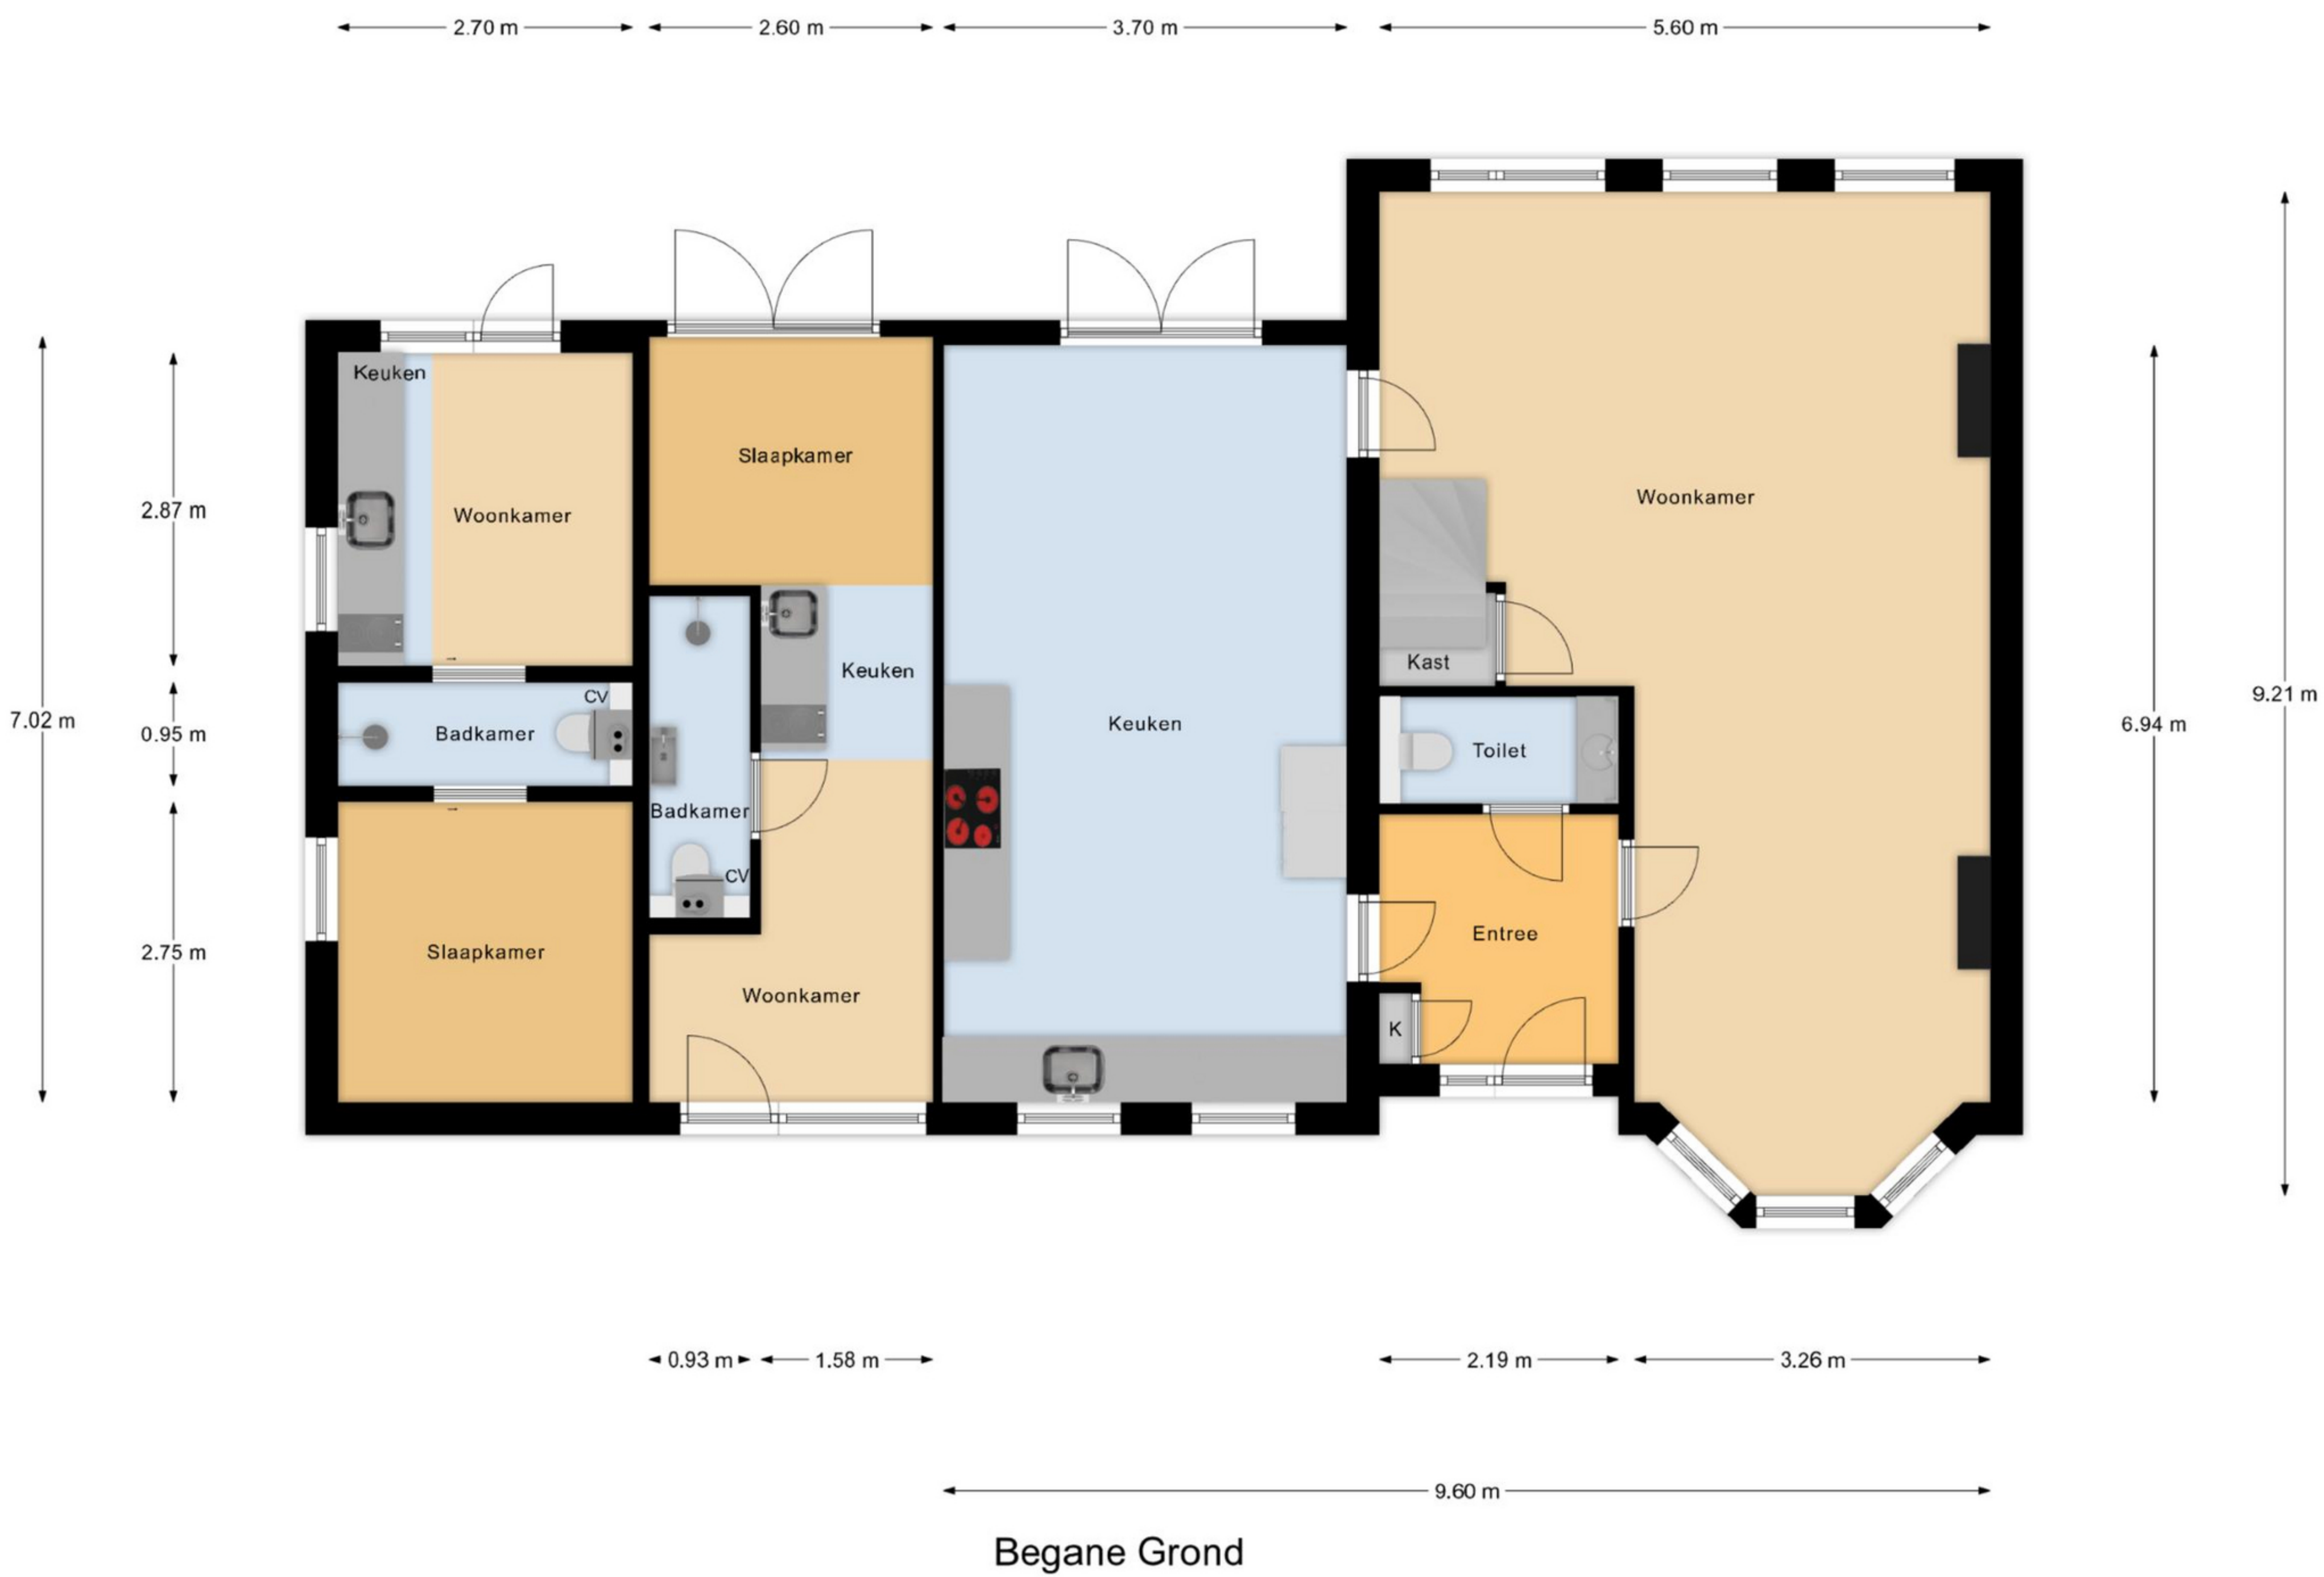 2.70 m
2.60 m
3.70 m
5.60 m
Keuken
Slaapkamer
Woonkamer
Woonkamer
2.87 m
Keuken
Kast
CV
7.02 m
0.95 m
Badkamer
Keuken
Toilet
6.94 m
9.21 m
Badkamer
CV
Entree
2.75 m
Slaapkamer
Woonkamer
K
0.93 m
1.58 m
2.19 m
3.26 m
9.60 m
Begane Grond